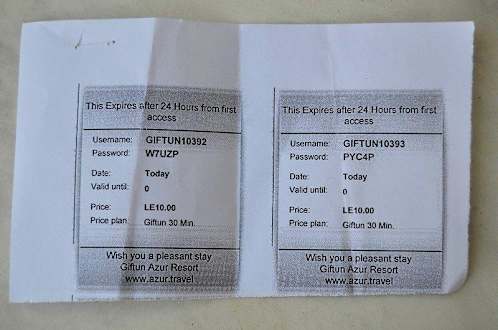 This Expires after 24 Hours from first
access
Username: GIFTUN10392
Password: W7UZP
Date: Today
Valid until: 0
Price: LE10.00
Price plan: Giftun 30 Min.
Wish you a pleasant stay
Giftun Azur Resort
www.azur.travel
This Expires after 24 Hours from first
access
Username: GIFTUN10393
Password: PYC4P
Date: Today
Valid until: 0
Price: LE10.00
Price plan: Giftun 30 Min.
Wish you a pleasant stay
Giftun Azur Resort
www.azur.travel